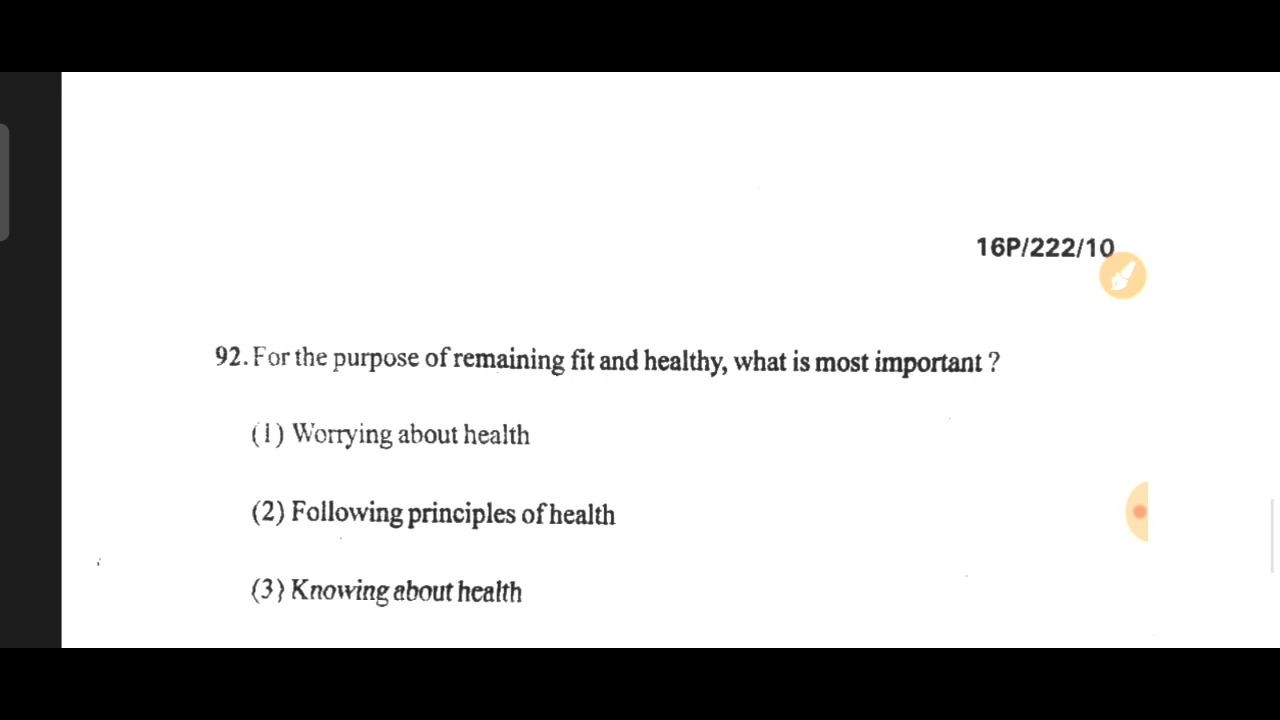 16P/222/10
92. For the purpose of remaining fit and healthy, what is most important ?
(1) Worrying about health
(2) Following principles of health
(3) Knowing about health